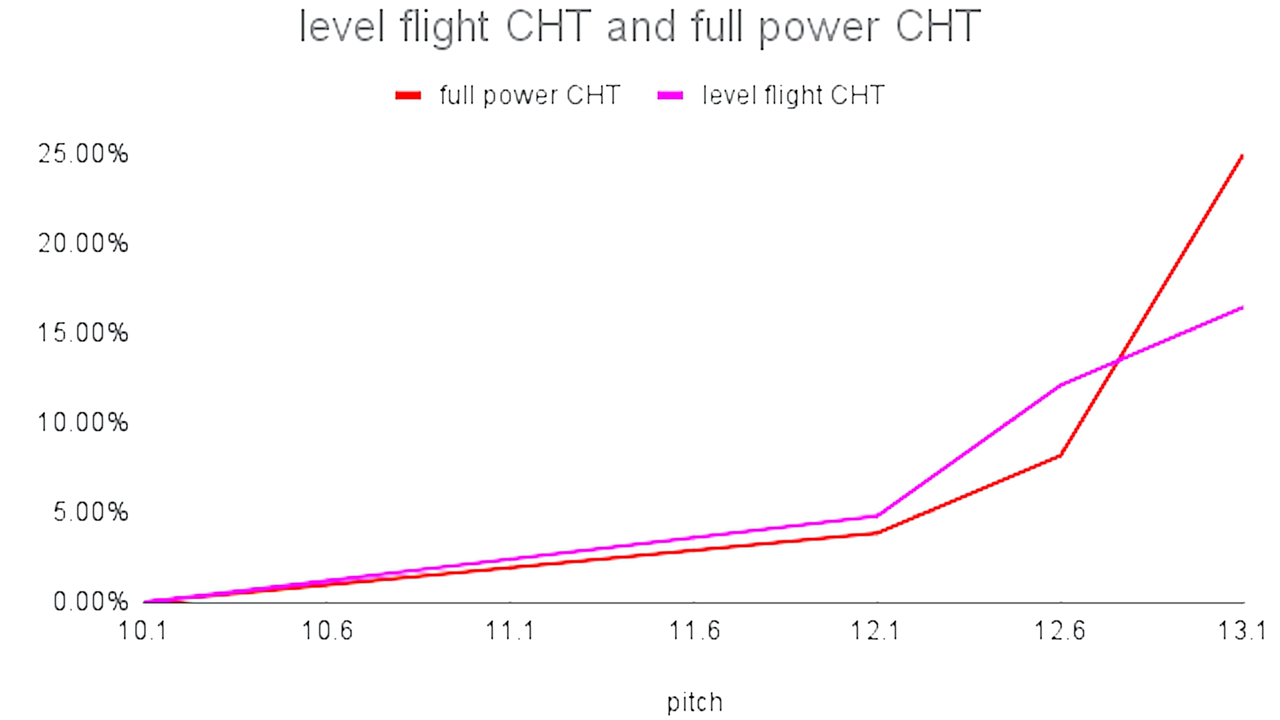 level flight CHT and full power CHT
full power CHT level flight CHT
25.00%
20.00%
15.00%
10.00%
5.00%
0.00%
10.1 10.6 11.1 11.6 12.1 12.6 13.1
pitch